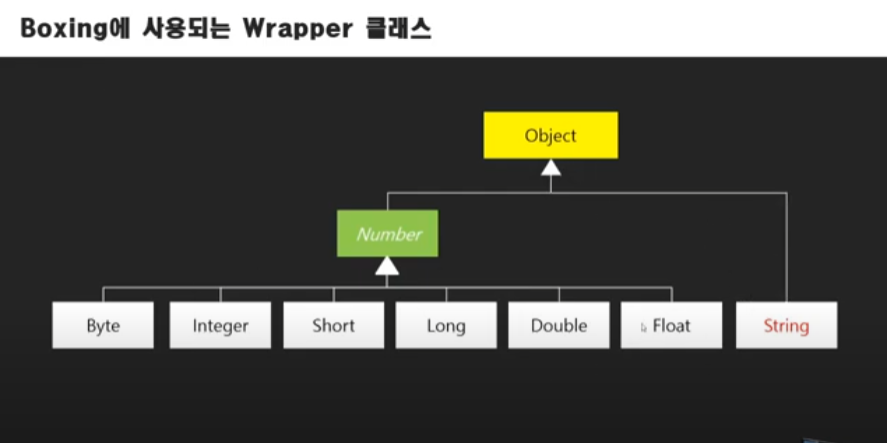 Boxing에 사용되는 Wrapper 클래스
Object
Number
Byte Integer Short Long Double Float String